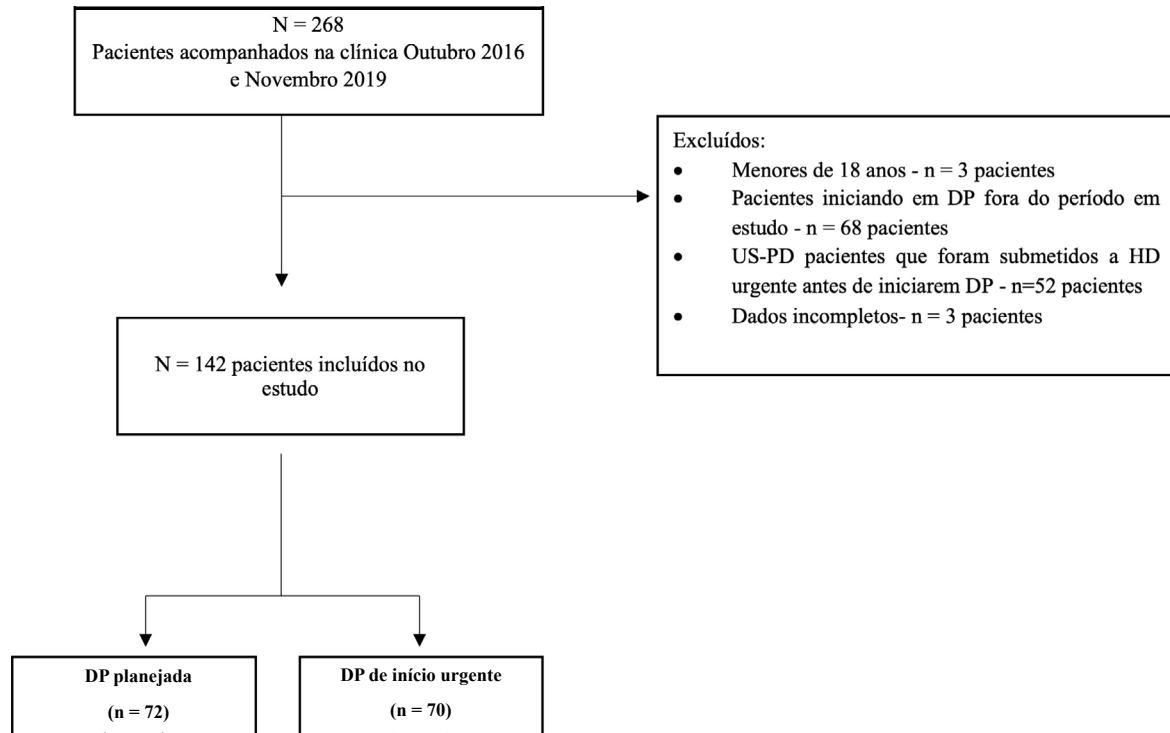 N = 268
Pacientes acompanhados na clínica Outubro 2016
e Novembro 2019
Excluídos:
• Menores de 18 anos - n = 3 pacientes
• Pacientes iniciando em DP fora do período em
estudo - n = 68 pacientes
• US-PD pacientes que foram submetidos a HD
urgente antes de iniciarem DP - n=52 pacientes
• Dados incompletos- n = 3 pacientes
N = 142 pacientes incluídos no
estudo
DP planejada
(n = 72)
DP de início urgente
(n = 70)